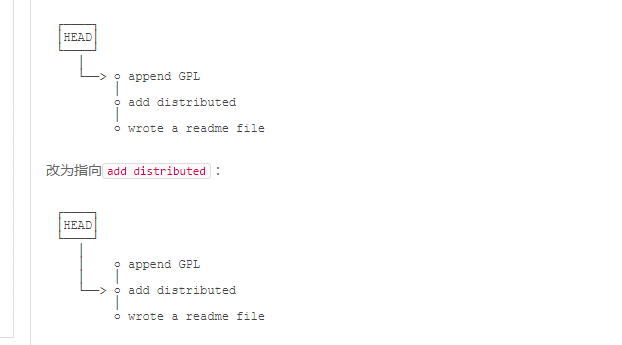 HEAD
append GPL
add distributed
wrote a readme file
改为指向add distributed：
HEAD
append GPL
add distributed
wrote a readme file